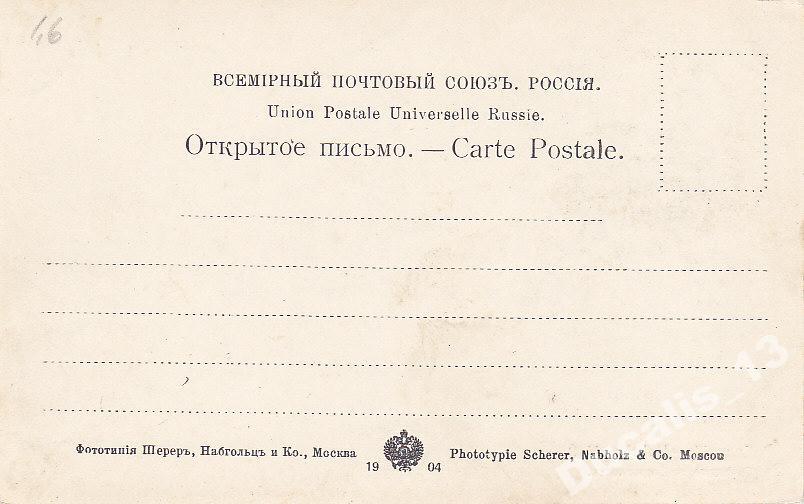 46
ВСЕМІРНЫЙ ПОЧТОВЫЙ СОЮЗЪ. РОССІЯ.
Union Postale Universelle Russie.
Открытое письмо. — Carte Postale.
Фототипія Шереръ, Набгольцъ и Ко., Москва
19 04
Phototypie Scherer, Nabholz & Co. Moscou
Ducalis_13